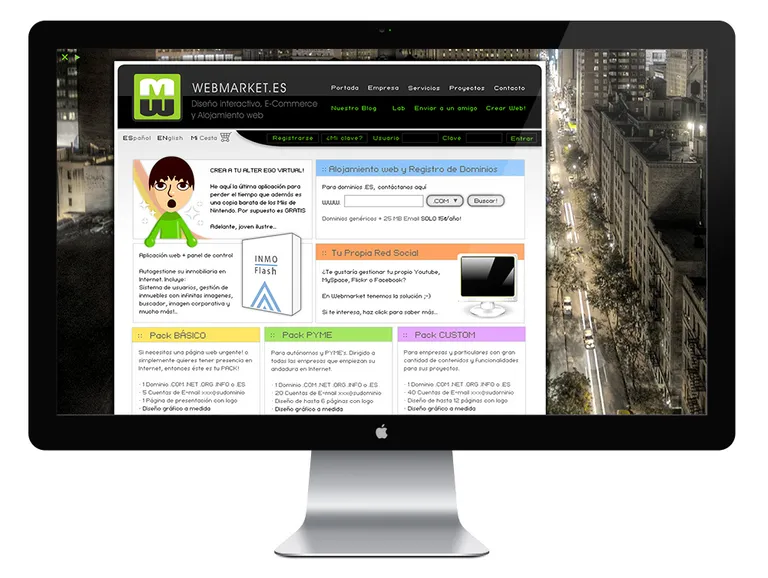 MW
WEBMARKET.ES
Diseño interactivo, E-Commerce
y Alojamiento web
Portada Empresa Servicios Proyectos Contacto
Nuestro Blog Lab Enviar a un amigo Crear Web!
ESpañol ENglish Mi Cesta
Registrarse ¿Mi clave? Usuario Clave Entrar
CREA A TU ALTER EGO VIRTUAL!
He aquí la última aplicación para
perder el tiempo que además es
una copia barata de los Mis de
Nintendo. Por supuesto es GRATIS
Adelante, joven ilustre...
:: Alojamiento web y Registro de Dominios
Para dominios .ES, contáctanos aquí
www. .COM ▼ Buscar!
Dominios genéricos + 25 MB Email SOLO 15€/año!
Aplicación web + panel de control
Autogestione su inmobiliaria en
Internet. Incluye:
Sistema de usuarios, gestión de
inmuebles con infinitas imagenes,
buscador, imagen corporativa y
mucho más!..
INMO
Flash
:: Tu Propia Red Social
¿Te gustaría gestionar tu propio Youtube,
MySpace, Flickr o Facebook?
En Webmarket tenemos la solución ;-)
Si te interesa, haz click para saber más...
:: Pack BÁSICO
Si necesitas una página web urgente! o
simplemente quieres tener presencia en
Internet, entonces éste es tu PACK!
· 1 Dominio .COM .NET .ORG .INFO o .ES
· 5 Cuentas de E-mail xxx@sudominio
· 1 Página de presentación con logo
· Diseño gráfico a medida
:: Pack PYME
Para autónomos y PYME's. Dirigido a
todas las empresas que empiezan su
andadura en Internet.
· 1 Dominio .COM .NET .ORG .INFO o .ES
· 20 Cuentas de E-mail xxx@sudominio
· Diseño de hasta 6 páginas con logo
· Diseño gráfico a medida
:: Pack CUSTOM
Para empresas y particulares con gran
cantidad de contenidos y funcionalidades
para sus proyectos.
· 1 Dominio .COM .NET .ORG .INFO o .ES
· 40 Cuentas de E-mail xxx@sudominio
· Diseño de hasta 12 páginas con logo
· Diseño gráfico a medida